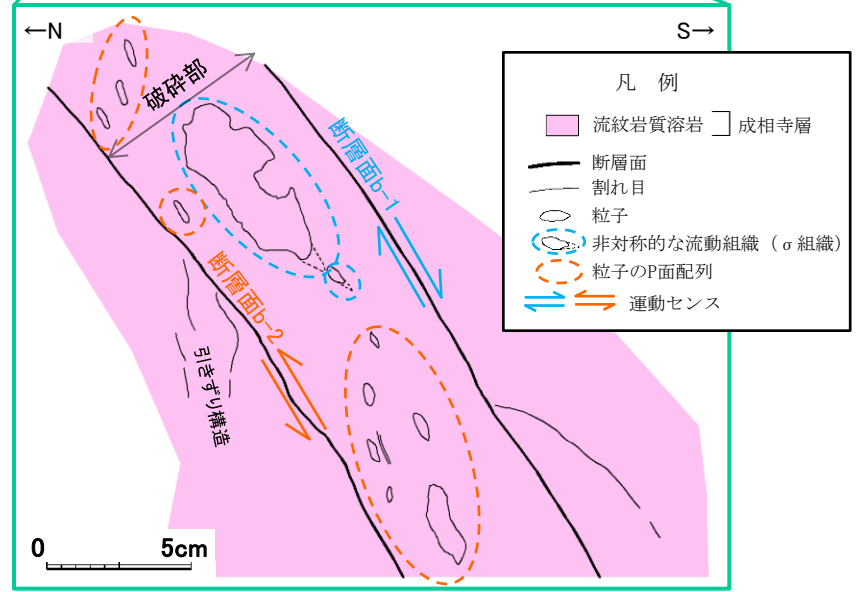 ←N
S→
破砕部
断層面b-1
断層面b-2
引きずり構造
0 5cm
凡 例
流紋岩質溶岩 成相寺層
断層面
割れ目
粒子
非対称的な流動組織（σ組織）
粒子のP面配列
運動センス